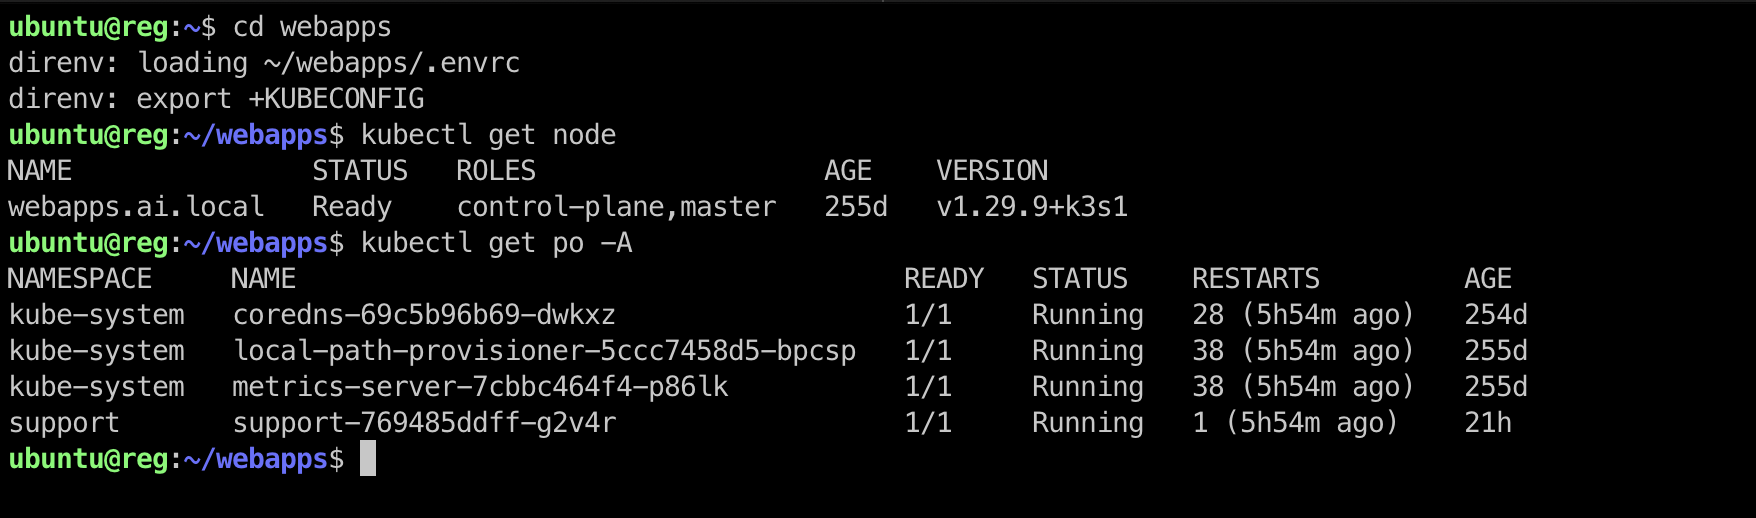 ubuntu@reg:~$ cd webapps
direnv: loading ~/webapps/.envrc
direnv: export +KUBECONFIG
ubuntu@reg:~/webapps$ kubectl get node
NAME               STATUS   ROLES                  AGE    VERSION
webapps.ai.local   Ready    control-plane,master   255d   v1.29.9+k3s1
ubuntu@reg:~/webapps$ kubectl get po -A
NAMESPACE     NAME                                      READY   STATUS    RESTARTS         AGE
kube-system   coredns-69c5b96b69-dwkxz                  1/1     Running   28 (5h54m ago)   254d
kube-system   local-path-provisioner-5ccc7458d5-bpcsp   1/1     Running   38 (5h54m ago)   255d
kube-system   metrics-server-7cbbc464f4-p86lk           1/1     Running   38 (5h54m ago)   255d
support       support-769485ddff-g2v4r                  1/1     Running   1 (5h54m ago)    21h
ubuntu@reg:~/webapps$